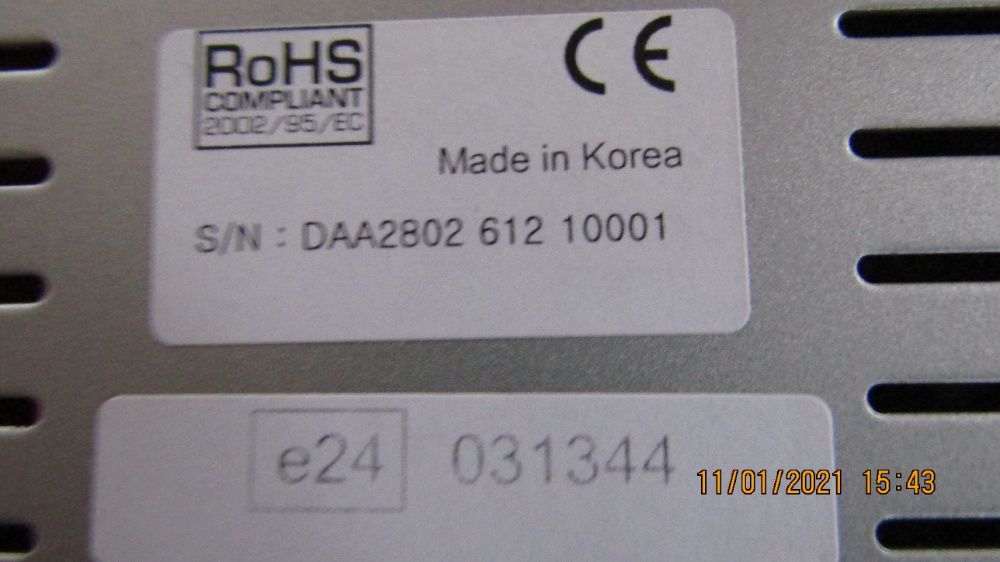 RoHS
COMPLIANT
2002/95/EC
CE
Made in Korea
S/N : DAA2802 612 10001
e24 031344
11/01/2021 15:43